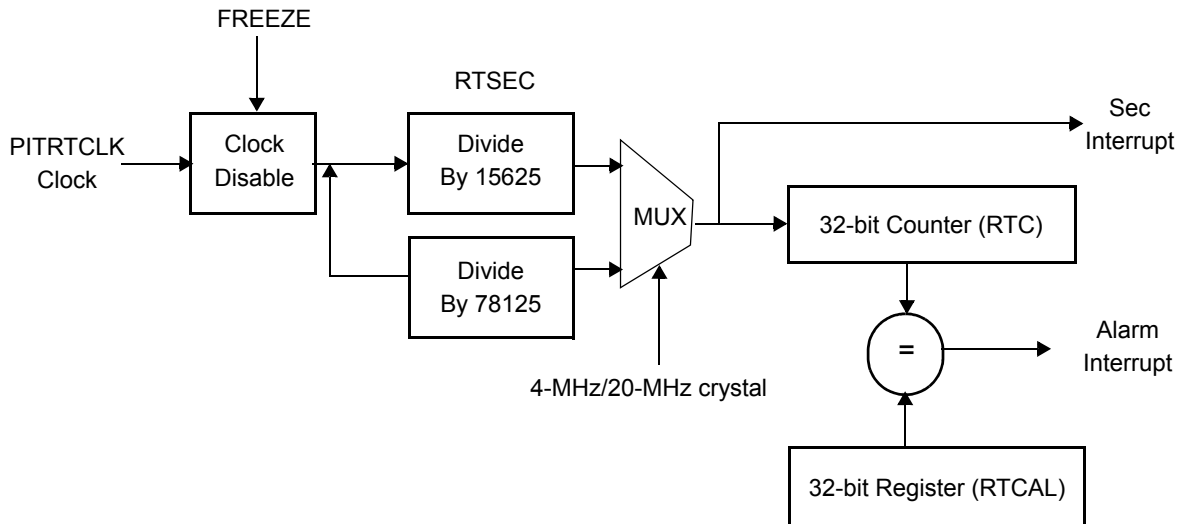 FREEZE
RTSEC
PITRTCLK
Clock
Clock
Disable
Divide
By 15625
Divide
By 78125
MUX
4-MHz/20-MHz crystal
Sec
Interrupt
32-bit Counter (RTC)
=
Alarm
Interrupt
32-bit Register (RTCAL)